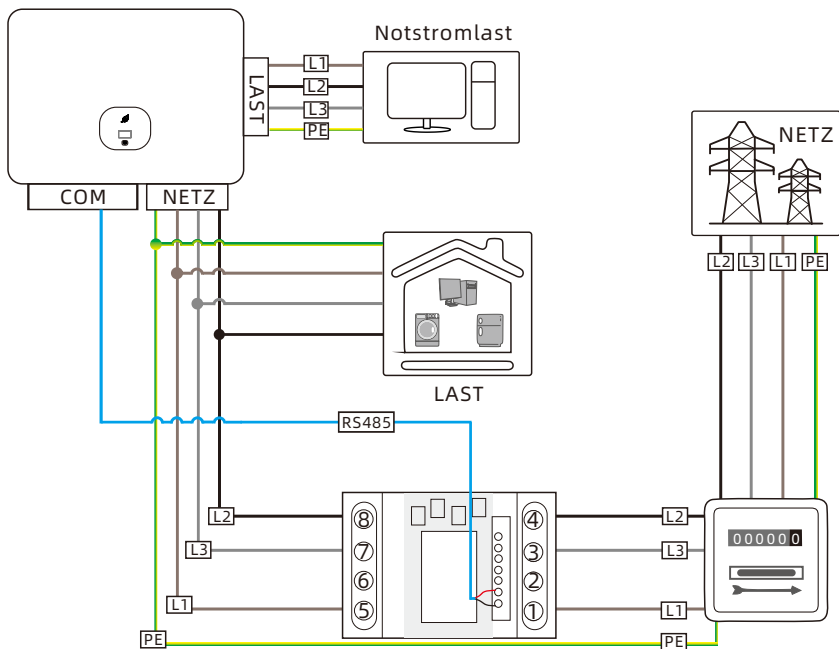 Notstromlast
L1
L2
L3
PE
LAST
NETZ
COM
NETZ
L2
L3
L1
PE
LAST
RS485
L2
8
4
L2
000000
L3
7
3
L3
6
2
L1
5
1
L1
PE
PE